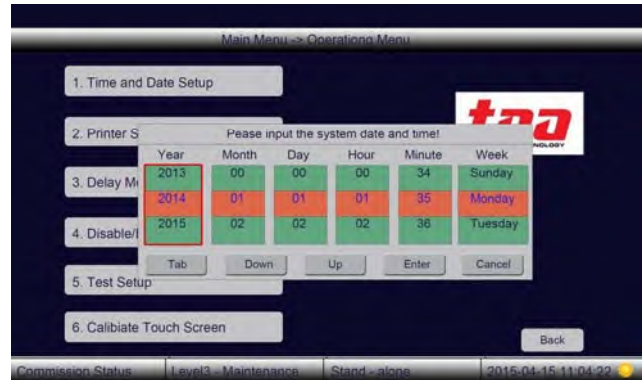 Main Menu -> Operationg Menu
1. Time and Date Setup
2. Printer S
Pease input the system date and time!
NOLOGY
Year Month Day Hour Minute Week
3. Delay M
2013 00 00 00 34 Sunday
2014 01 01 01 35 Monday
2015 02 02 02 36 Tuesday
4. Disable/
Tab Down Up Enter Cancel
5. Test Setup
6. Calibiate Touch Screen
Back
Commission Status Level3 - Maintenance Stand - alone 2015-04-15 11:04:22